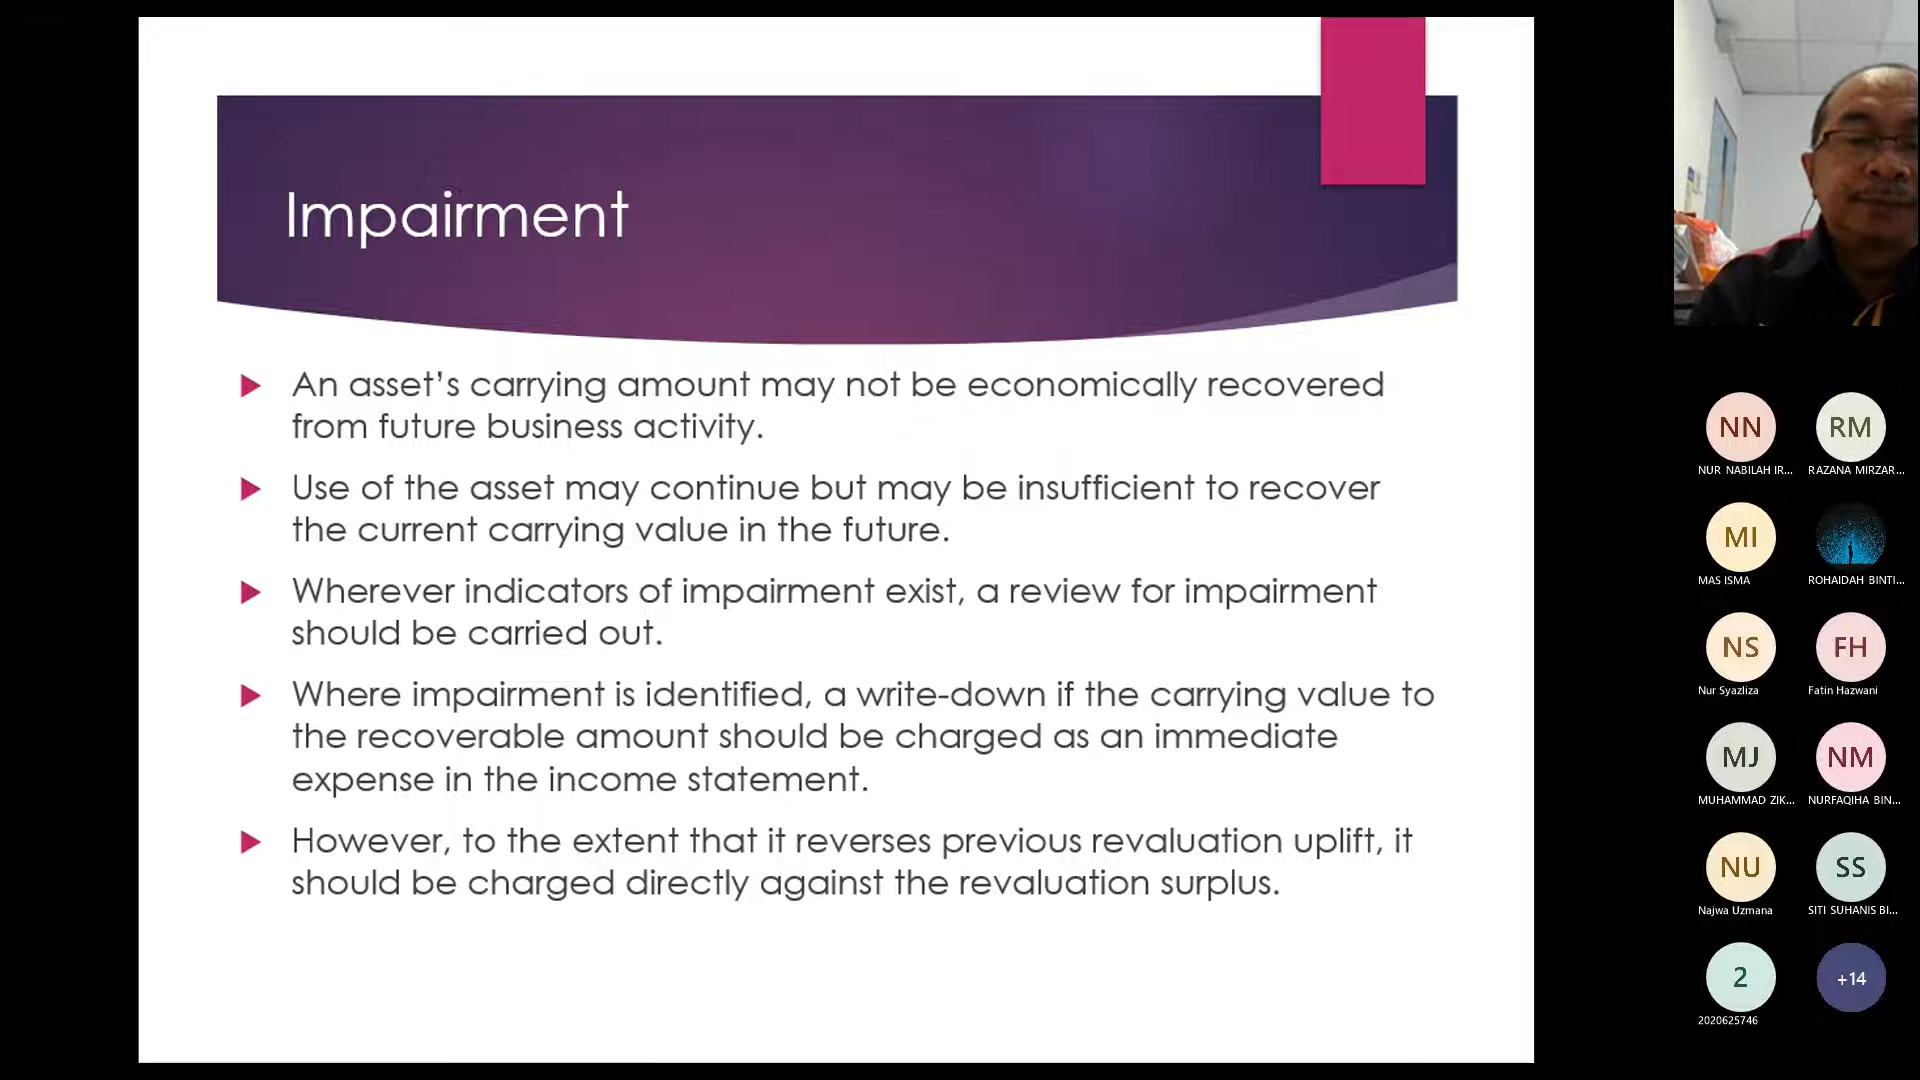 Impairment
An asset's carrying amount may not be economically recovered
from future business activity.
Use of the asset may continue but may be insufficient to recover
the current carrying value in the future.
Wherever indicators of impairment exist, a review for impairment
should be carried out.
Where impairment is identified, a write-down if the carrying value to
the recoverable amount should be charged as an immediate
expense in the income statement.
However, to the extent that it reverses previous revaluation uplift, it
should be charged directly against the revaluation surplus.
NN
NUR NABILAH IR...
RM
RAZANA MIRZAR...
MI
MAS ISMA
ROHAIDAH BINTI...
NS
Nur Syazliza
FH
Fatin Hazwani
MJ
MUHAMMAD ZIK...
NM
NURFAQIHA BIN...
NU
Najwa Uzmana
SS
SITI SUHANIS BI...
2
2020625746
+14